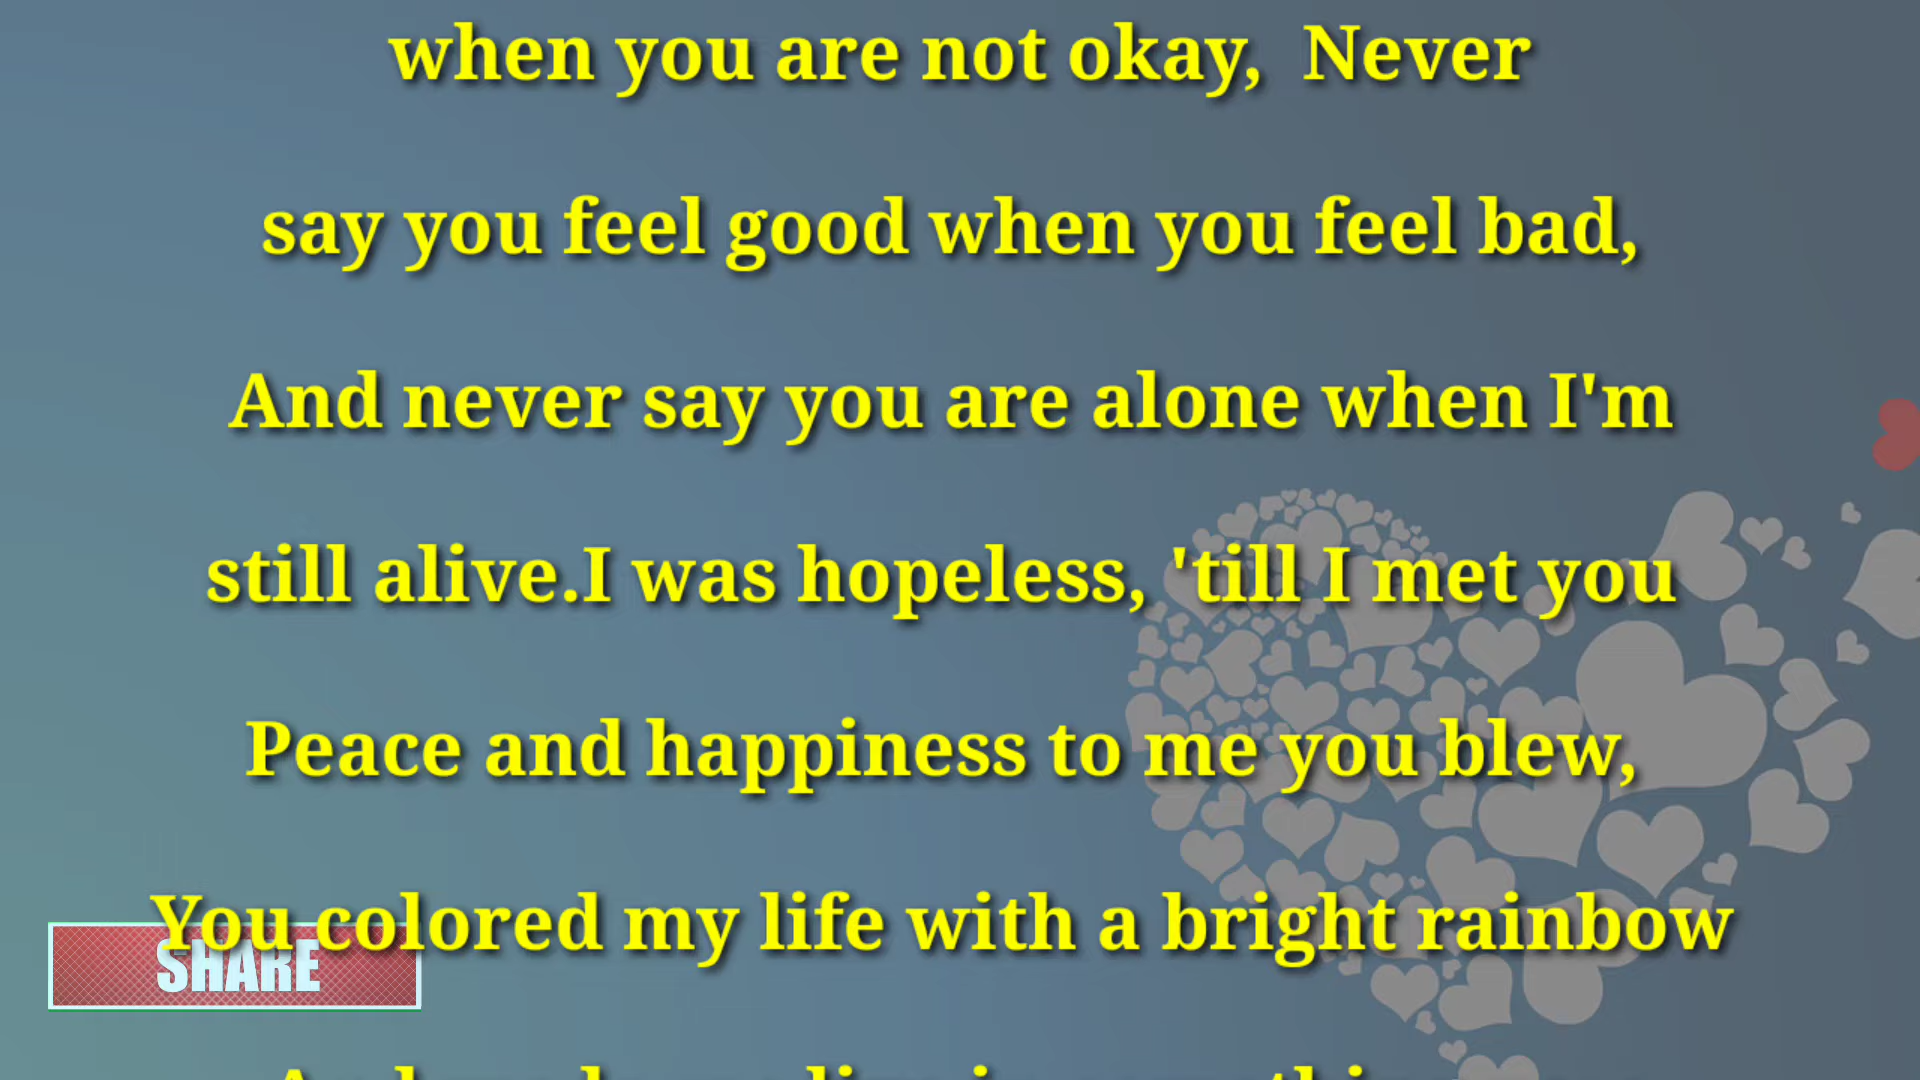 when you are not okay,  Never
say you feel good when you feel bad,
And never say you are alone when I'm
still alive.I was hopeless, 'till I met you
Peace and happiness to me you blew,
You colored my life with a bright rainbow
SHARE